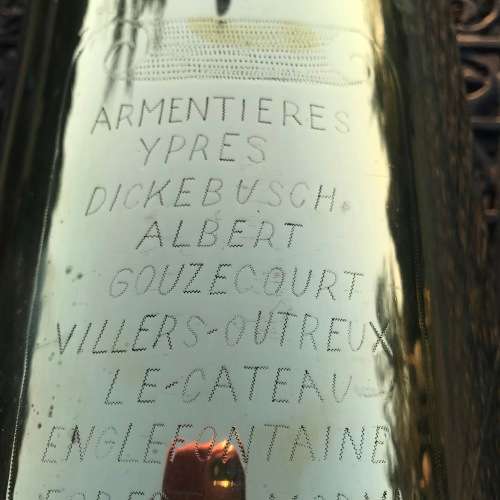 ARMENTIERES
YPRES
DICKEBUSCH.
ALBERT
GOUZECOURT
VILLERS-OUTREUX
LE-CATEAU
ENGLEFONTAINE